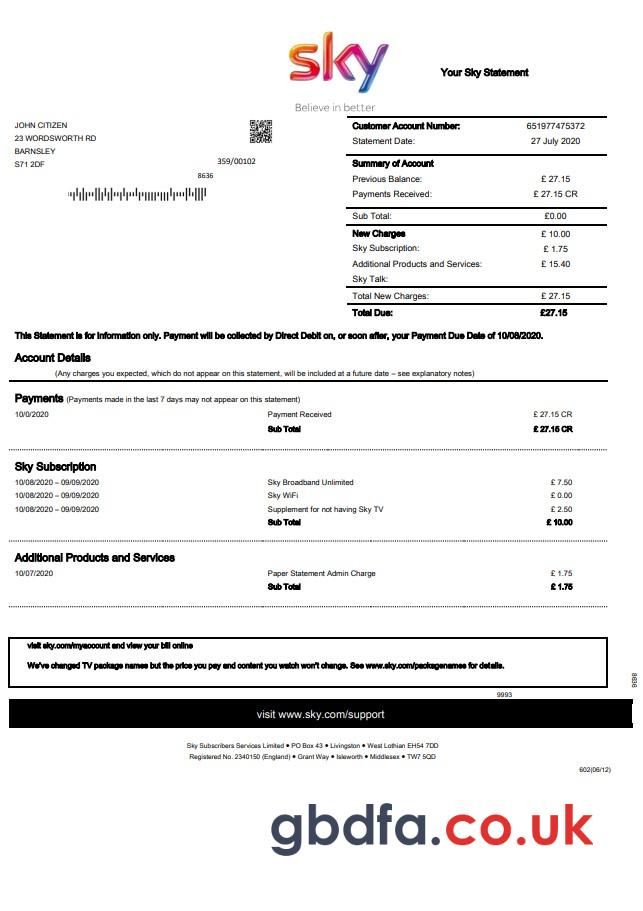 sky
Believe in better
Your Sky Statement
JOHN CITIZEN
23 WORDSWORTH RD
BARNSLEY
S71 2DF
359/00102
8636
Customer Account Number: 651977475372
Statement Date: 27 July 2020
Summary of Account
Previous Balance: £ 27.15
Payments Received: £ 27.15 CR
Sub Total: £0.00
New Charges £ 10.00
Sky Subscription: £ 1.75
Additional Products and Services: £ 15.40
Sky Talk:
Total New Charges: £ 27.15
Total Due: £27.15
This Statement is for information only. Payment will be collected by Direct Debit on, or soon after, your Payment Due Date of 10/08/2020.
Account Details
(Any charges you expected, which do not appear on this statement, will be included at a future date – see explanatory notes)
Payments (Payments made in the last 7 days may not appear on this statement)
10/0/2020 Payment Received £ 27.15 CR
Sub Total £ 27.15 CR
Sky Subscription
10/08/2020 – 09/09/2020 Sky Broadband Unlimited £ 7.50
10/08/2020 – 09/09/2020 Sky WiFi £ 0.00
10/08/2020 – 09/09/2020 Supplement for not having Sky TV £ 2.50
Sub Total £ 10.00
Additional Products and Services
10/07/2020 Paper Statement Admin Charge £ 1.75
Sub Total £ 1.75
visit sky.com/myaccount and view your bill online
We've changed TV package names but the price you pay and content you watch won't change. See www.sky.com/packagenames for details.
8636
9993
visit www.sky.com/support
Sky Subscribers Services Limited ● PO Box 43 ● Livingston ● West Lothian EH54 7DD
Registered No. 2340150 (England) ● Grant Way ● Isleworth ● Middlesex ● TW7 5QD
602(06/12)
gbdfa.co.uk